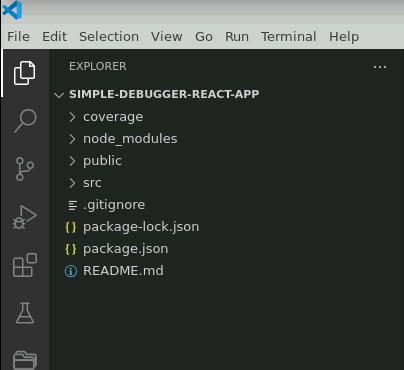 File Edit Selection View Go Run Terminal Help
EXPLORER
SIMPLE-DEBUGGER-REACT-APP
coverage
node_modules
public
src
.gitignore
{} package-lock.json
{} package.json
README.md